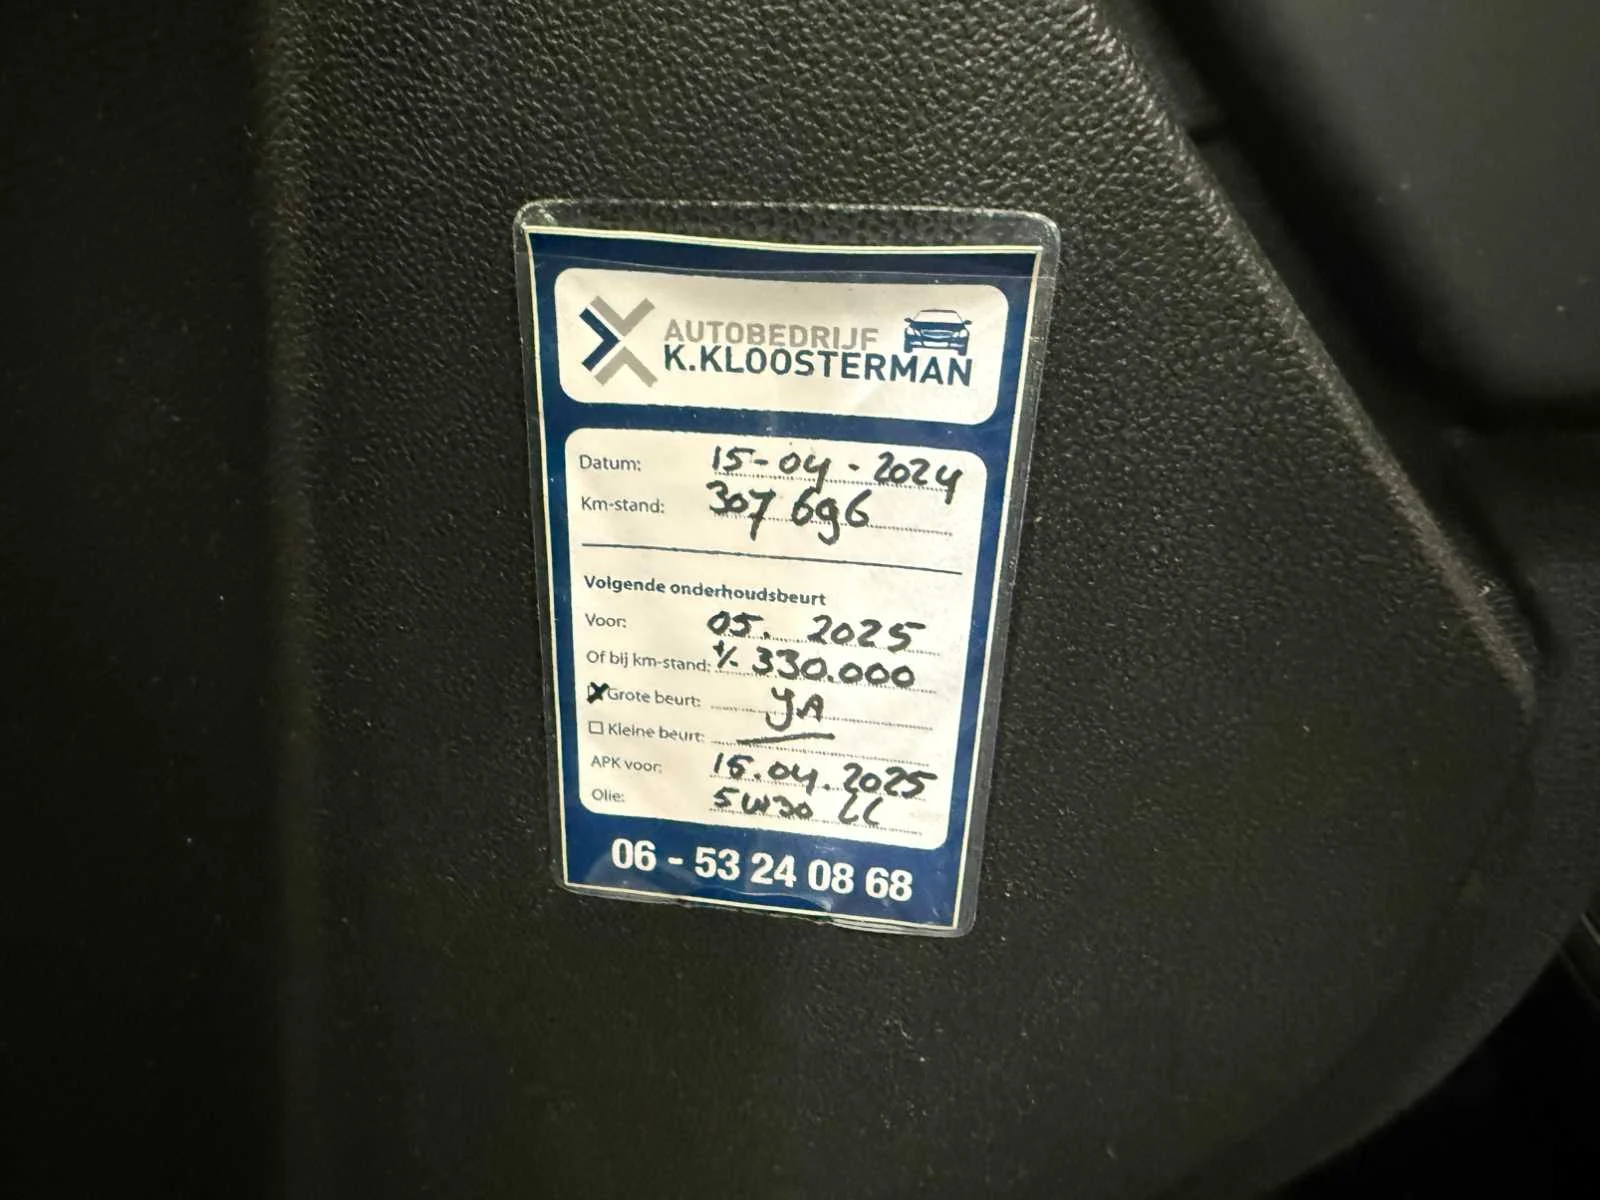 AUTOBEDRIJF
K.KLOOSTERMAN
Datum: 15-04-2024
Km-stand: 307 696
Volgende onderhoudsbeurt
Voor: 05. 2025
Of bij km-stand: +/- 330.000
Grote beurt: JA
Kleine beurt:
APK voor: 15.04.2025
Olie: 5W30 LL
06 - 53 24 08 68